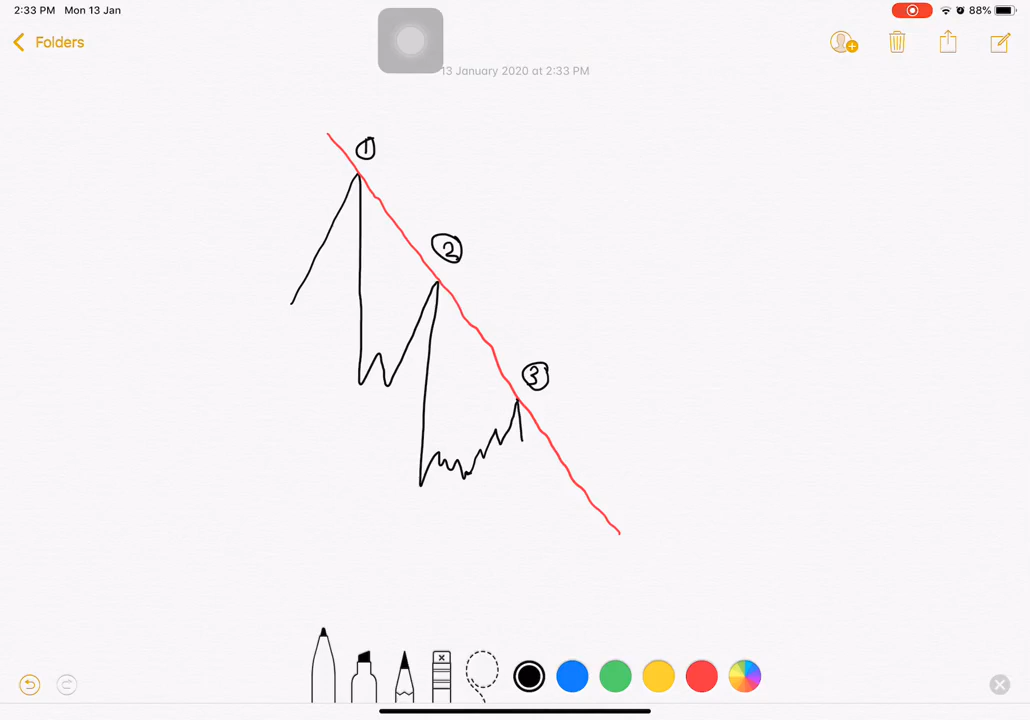 2:33 PM Mon 13 Jan
88%
Folders
13 January 2020 at 2:33 PM
1
2
3